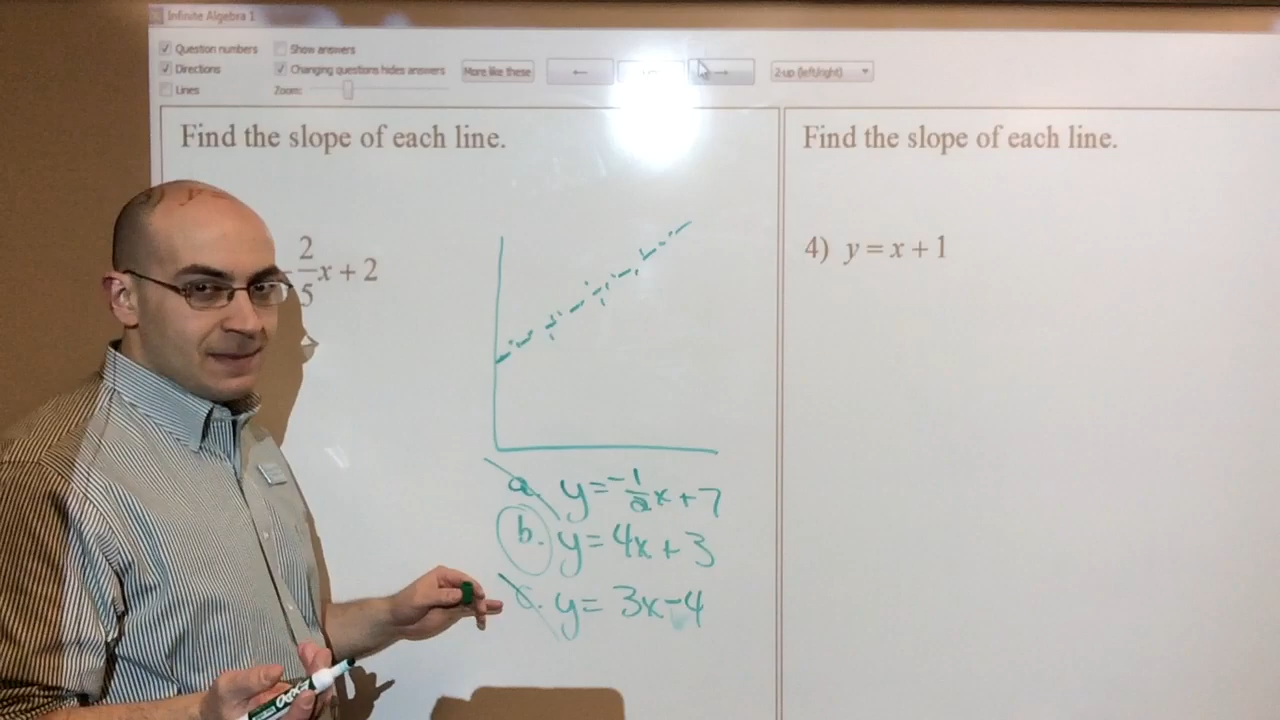 Infinite Algebra 1
Question numbers Show answers
Directions Changing questions hides answers More like these ← → 2-up (left/right)
Lines Zoom:
Find the slope of each line.
2/5 x + 2
a. y = -1/2 x + 7
b. y = 4x + 3
c. y = 3x - 4
EXPO
Find the slope of each line.
4) y = x + 1